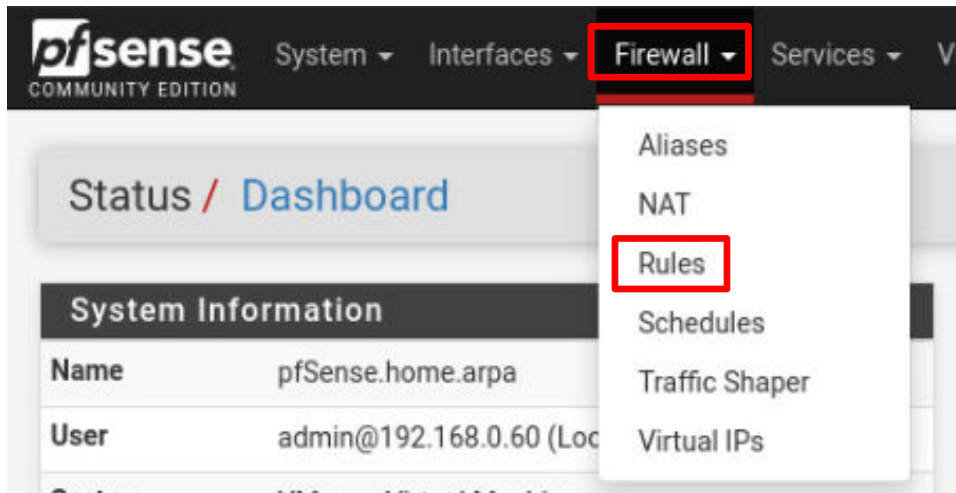 pfsense System Interfaces Firewall Services
COMMUNITY EDITION
Aliases
Status / Dashboard
NAT
Rules
System Information
Schedules
Name pfSense.home.arpa
Traffic Shaper
User admin@192.168.0.60 (Loc
Virtual IPs